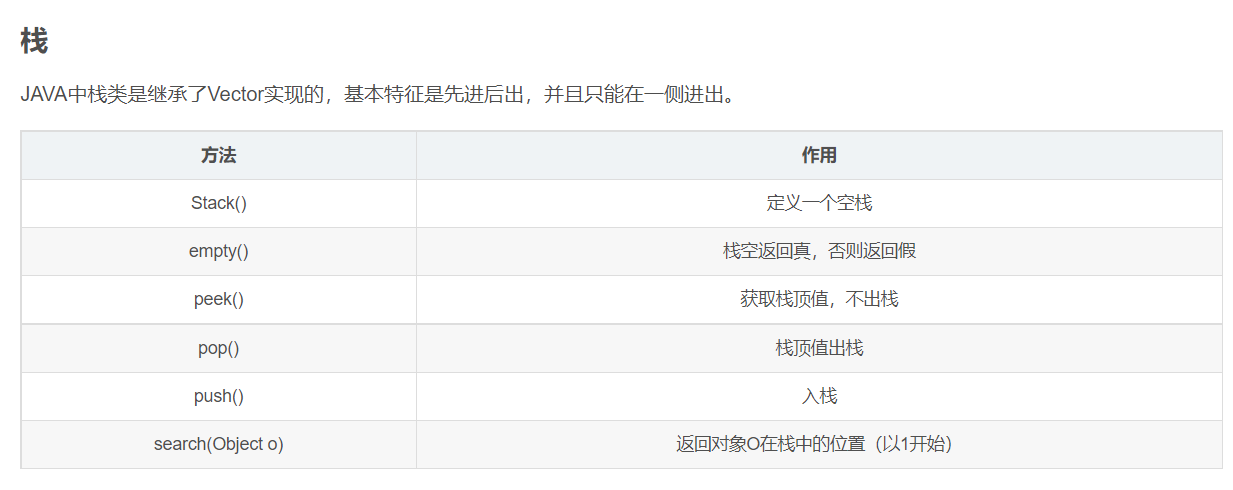 栈
JAVA中栈类是继承了Vector实现的，基本特征是先进后出，并且只能在一侧进出。
方法 作用
Stack() 定义一个空栈
empty() 栈空返回真，否则返回假
peek() 获取栈顶值，不出栈
pop() 栈顶值出栈
push() 入栈
search(Object o) 返回对象O在栈中的位置（以1开始）